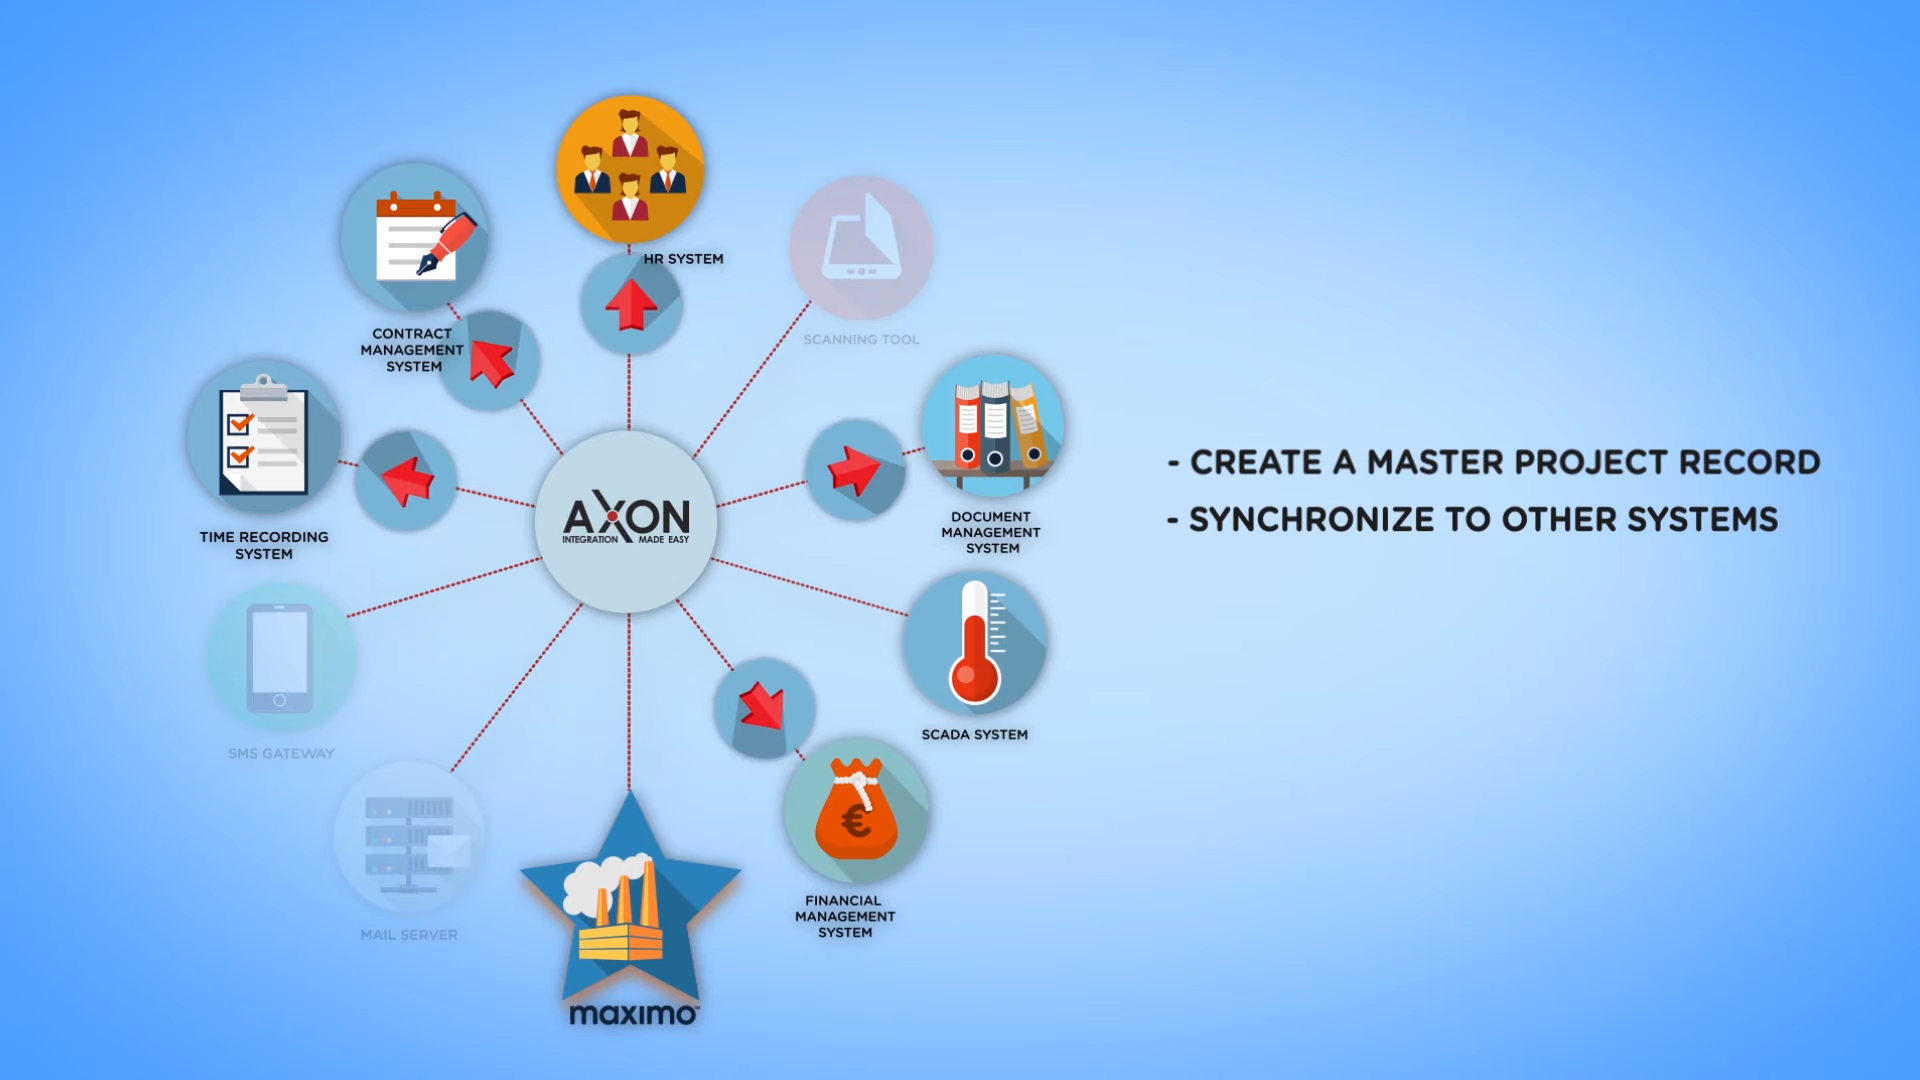 HR SYSTEM
CONTRACT
MANAGEMENT
SYSTEM
SCANNING TOOL
TIME RECORDING
SYSTEM
AXON
INTEGRATION MADE EASY
DOCUMENT
MANAGEMENT
SYSTEM
- CREATE A MASTER PROJECT RECORD
- SYNCHRONIZE TO OTHER SYSTEMS
SMS GATEWAY
SCADA SYSTEM
€
MAIL SERVER
FINANCIAL
MANAGEMENT
SYSTEM
maximo™